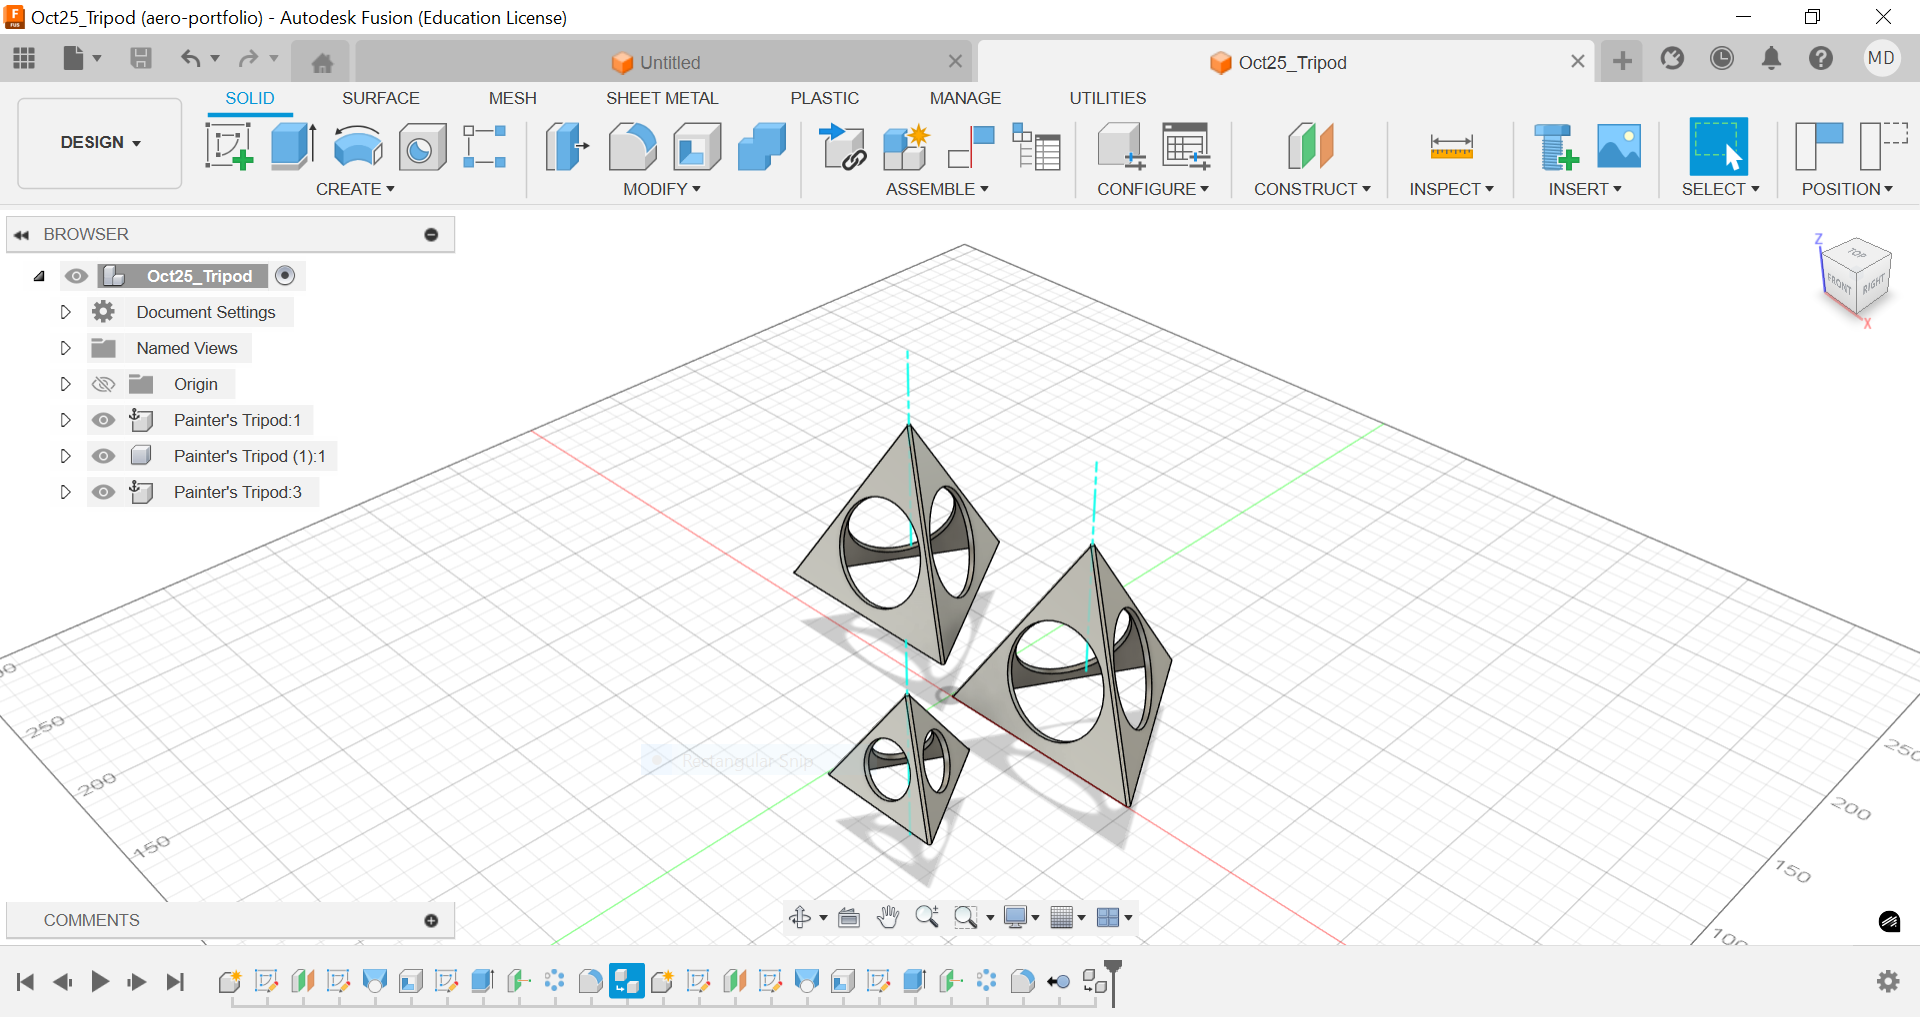 Oct25_Tripod (aero-portfolio) - Autodesk Fusion (Education License)
Untitled
Oct25_Tripod
MD
DESIGN
SOLID SURFACE MESH SHEET METAL PLASTIC MANAGE UTILITIES
CREATE MODIFY ASSEMBLE CONFIGURE CONSTRUCT INSPECT INSERT SELECT POSITION
BROWSER
Oct25_Tripod
Document Settings
Named Views
Origin
Painter's Tripod:1
Painter's Tripod (1):1
Painter's Tripod:3
Z
TOP
FRONT
RIGHT
X
250
200
150
Rectangular Snip
250
200
150
100
COMMENTS